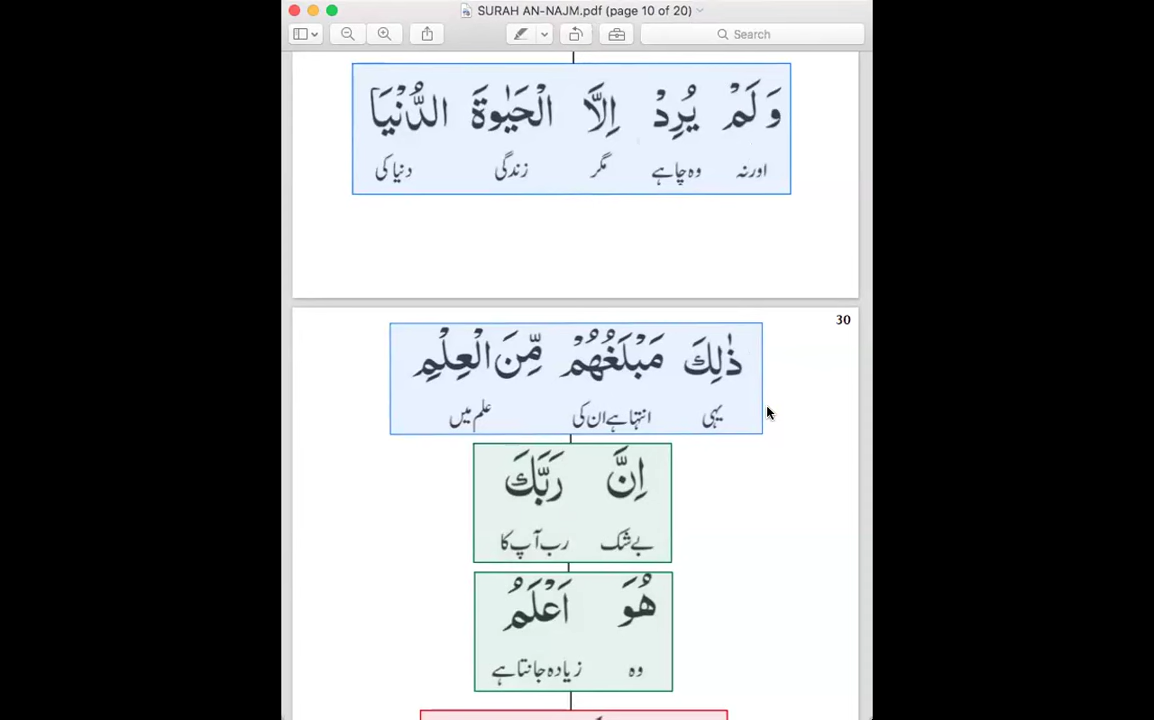 SURAH AN-NAJM.pdf (page 10 of 20)
Search
وَلَمْ يُرِدْ اِلَّا الْحَيٰوةَ الدُّنْيَا
اور نہ وہ چاہے مگر زندگی دنیا کی
30
ذٰلِكَ مَبْلَغُهُمْ مِّنَ الْعِلْمِ
یہی انتہا ہے ان کی علم میں
اِنَّ رَبَّكَ
بے شک رب آپ کا
هُوَ اَعْلَمُ
وہ زیادہ جانتا ہے